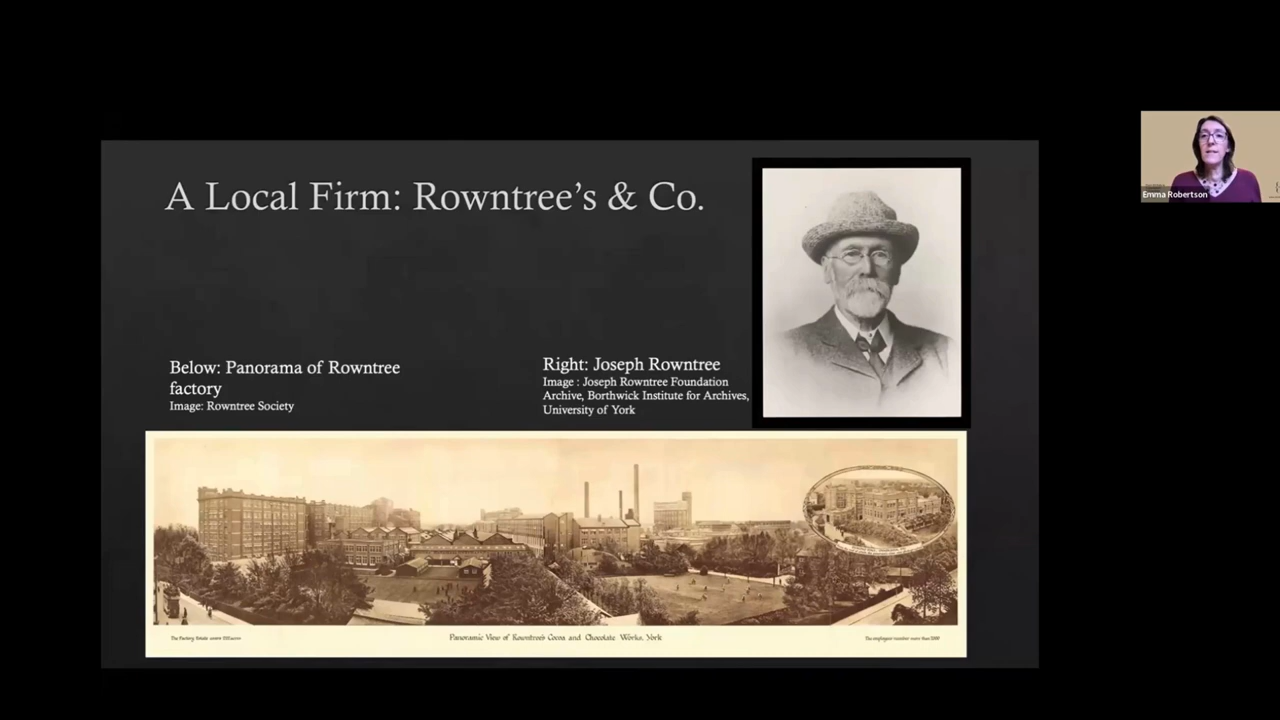 A Local Firm: Rowntree's & Co.
Emma Robertson
Below: Panorama of Rowntree
factory
Image: Rowntree Society
Right: Joseph Rowntree
Image : Joseph Rowntree Foundation
Archive, Borthwick Institute for Archives,
University of York
Panoramic View of Rowntree's Cocoa and Chocolate Works, York